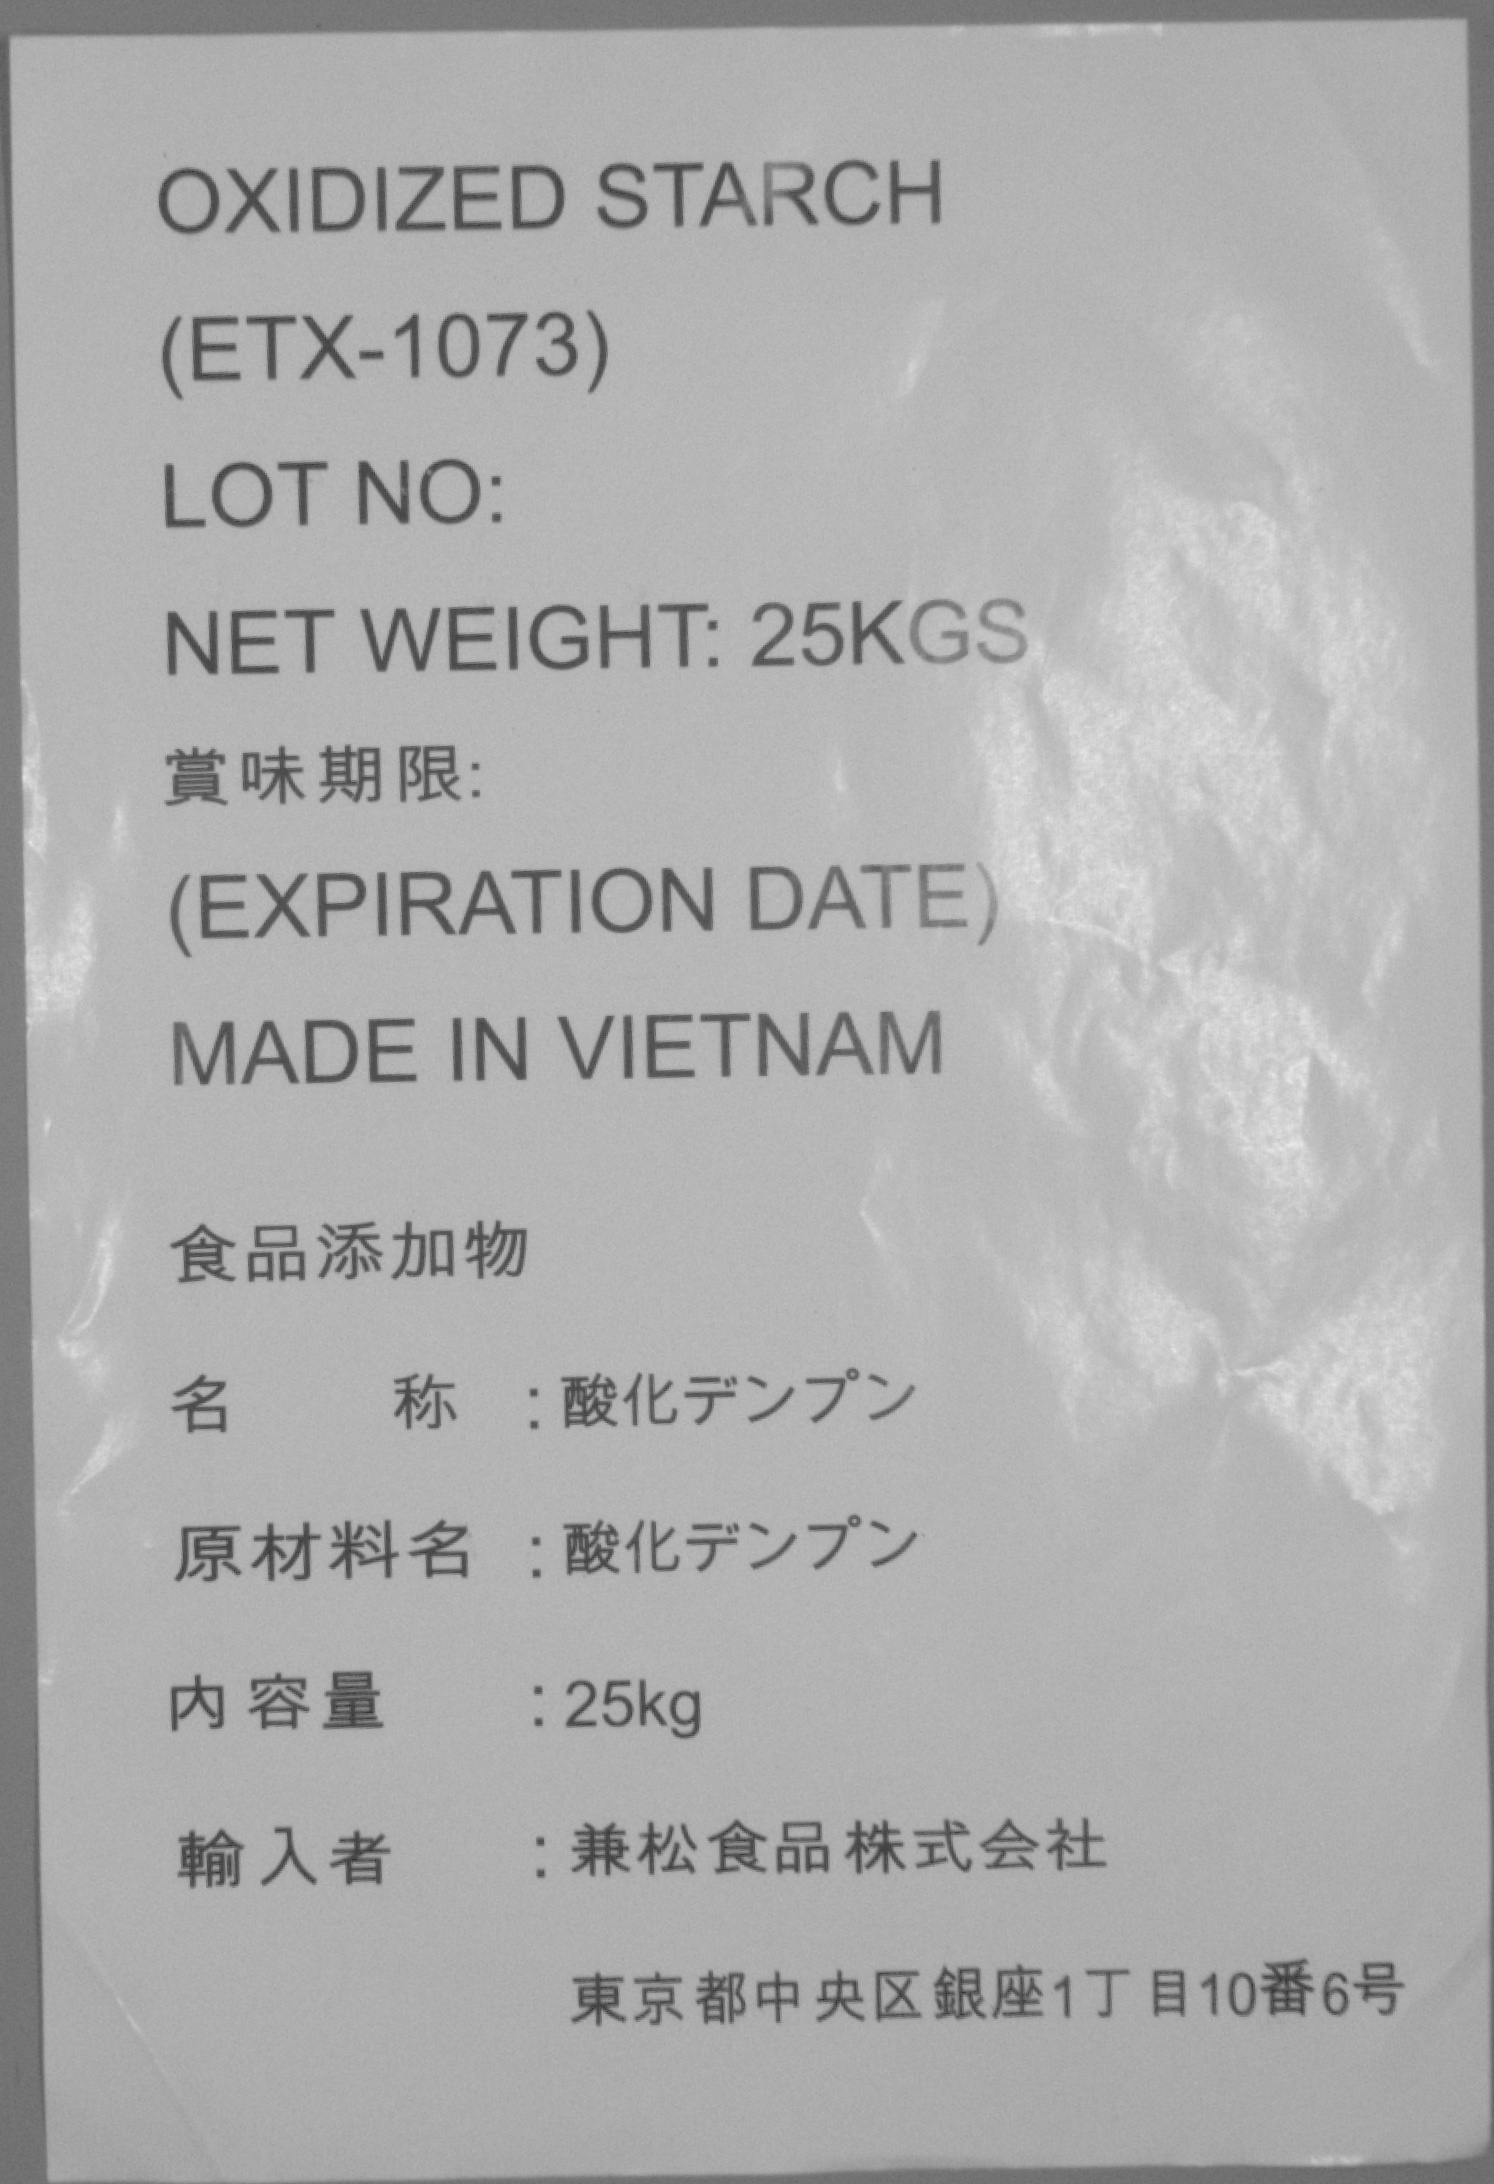 OXIDIZED STARCH
(ETX-1073)
LOT NO:
NET WEIGHT: 25KGS
賞味期限:
(EXPIRATION DATE)
MADE IN VIETNAM
食品添加物
名 称 : 酸化デンプン
原材料名 : 酸化デンプン
内容量 : 25kg
輸入者 : 兼松食品株式会社
東京都中央区銀座1丁目10番6号